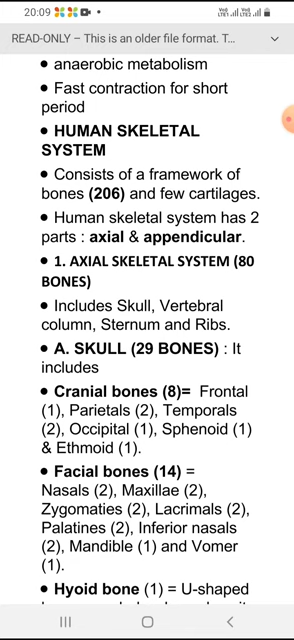 20:09
READ-ONLY – This is an older file format. T...
• anaerobic metabolism
• Fast contraction for short
period
• HUMAN SKELETAL
SYSTEM
• Consists of a framework of
bones (206) and few cartilages.
• Human skeletal system has 2
parts : axial & appendicular.
• 1. AXIAL SKELETAL SYSTEM (80
BONES)
• Includes Skull, Vertebral
column, Sternum and Ribs.
• A. SKULL (29 BONES) : It
includes
• Cranial bones (8)= Frontal
(1), Parietals (2), Temporals
(2), Occipital (1), Sphenoid (1)
& Ethmoid (1).
• Facial bones (14) =
Nasals (2), Maxillae (2),
Zygomaties (2), Lacrimals (2),
Palatines (2), Inferior nasals
(2), Mandible (1) and Vomer
(1).
• Hyoid bone (1) = U-shaped